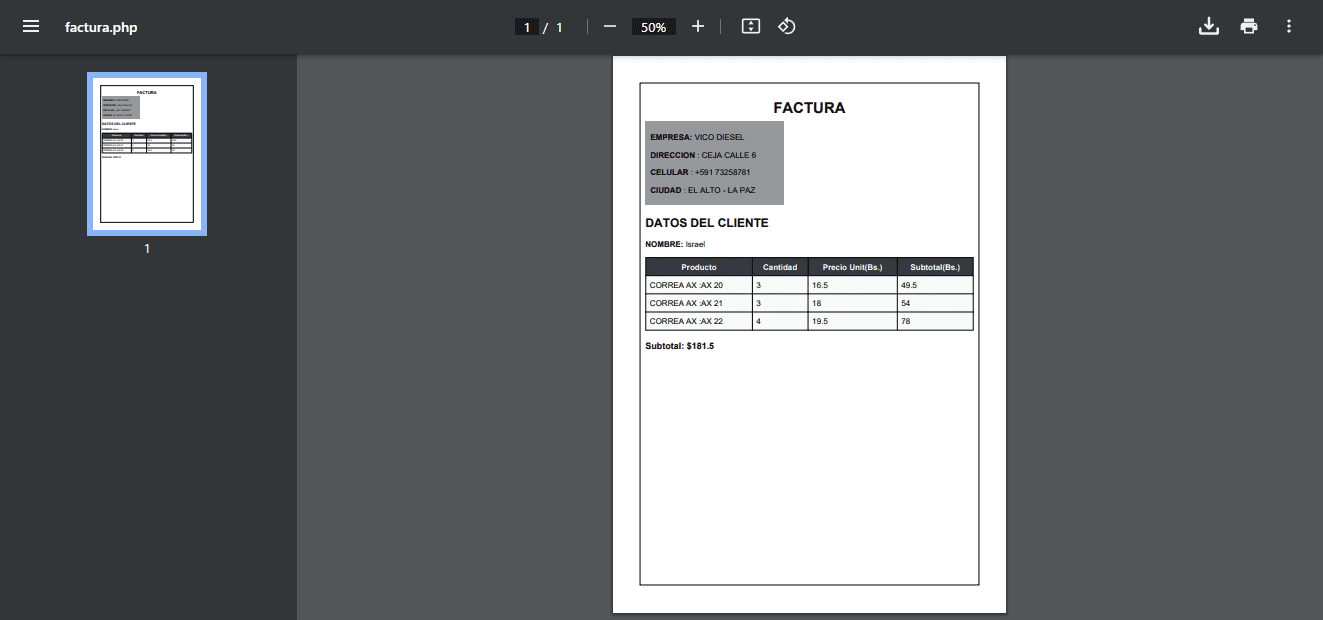 factura.php
1 / 1
50%
1
FACTURA
EMPRESA: VICO DIESEL
DIRECCION : CEJA CALLE 6
CELULAR : +591 73258781
CIUDAD : EL ALTO - LA PAZ
DATOS DEL CLIENTE
NOMBRE: Israel
Producto Cantidad Precio Unit(Bs.) Subtotal(Bs.)
CORREA AX :AX 20 3 16.5 49.5
CORREA AX :AX 21 3 18 54
CORREA AX :AX 22 4 19.5 78
Subtotal: $181.5